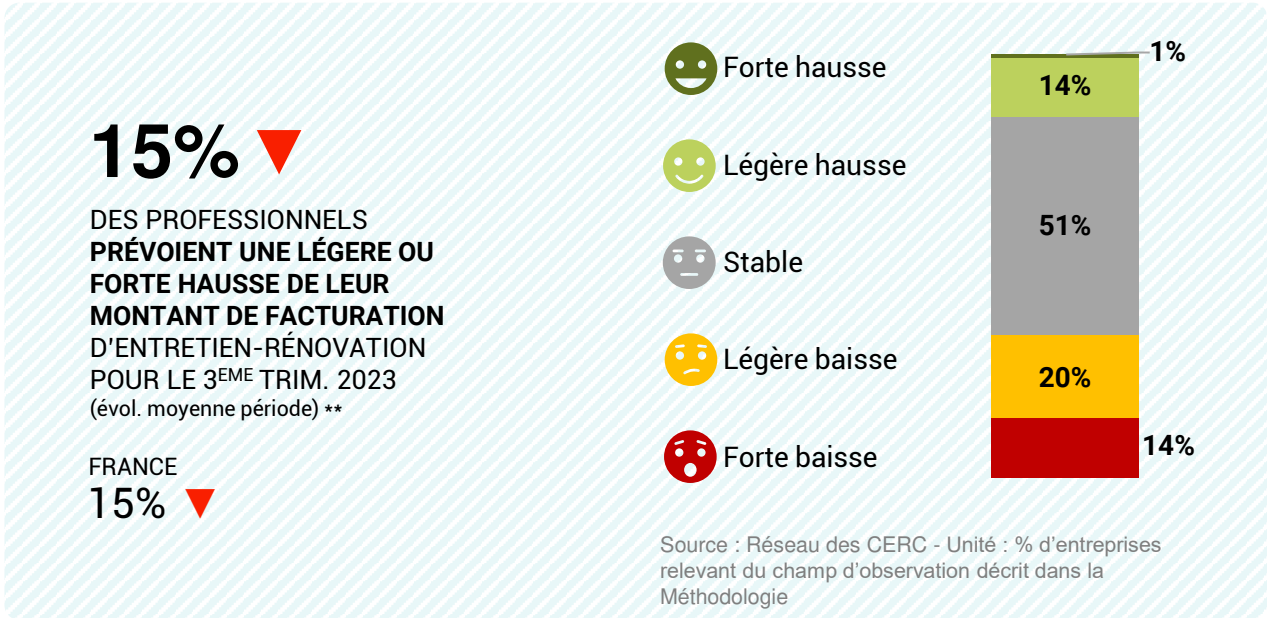 15%
DES PROFESSIONNELS
PRÉVOIENT UNE LÉGERE OU
FORTE HAUSSE DE LEUR
MONTANT DE FACTURATION
D'ENTRETIEN-RÉNOVATION
POUR LE 3EME TRIM. 2023
(évol. moyenne période) **
FRANCE
15%
Forte hausse
Légère hausse
Stable
Légère baisse
Forte baisse
1%
14%
51%
20%
14%
Source : Réseau des CERC - Unité : % d'entreprises
relevant du champ d'observation décrit dans la
Méthodologie